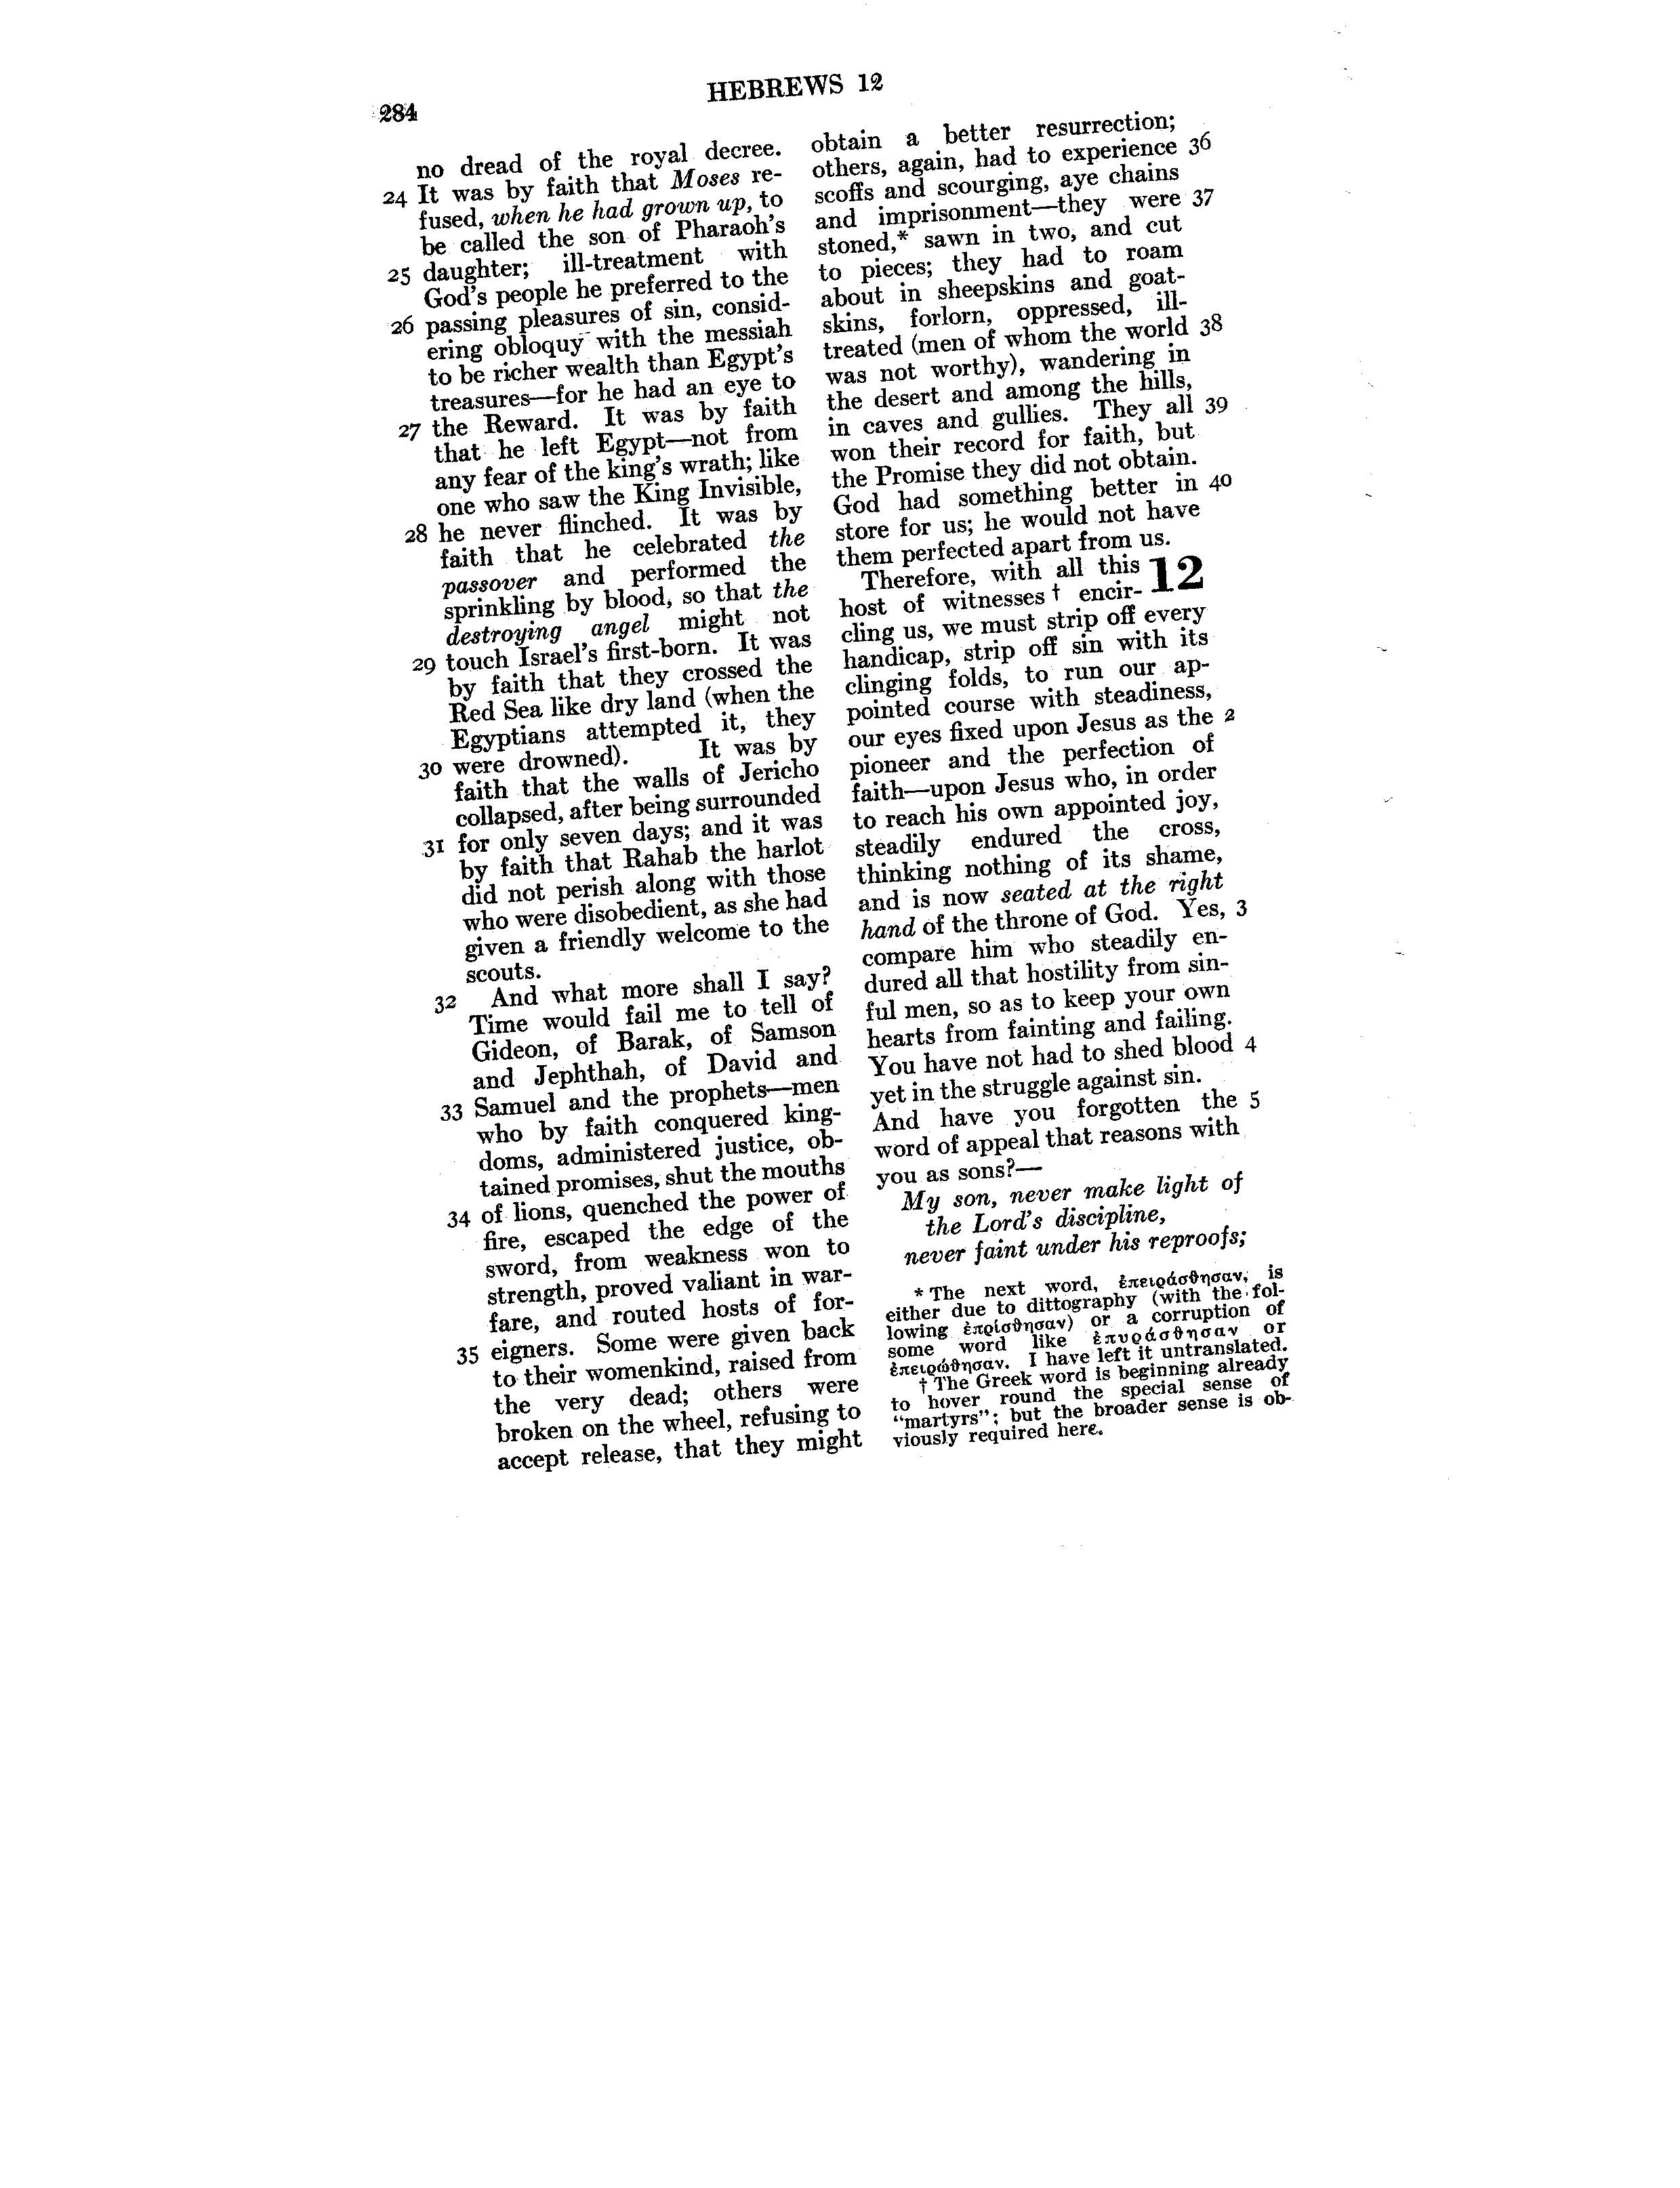 284
HEBREWS 12
no dread of the royal decree.
24 It was by faith that Moses re-
fused, when he had grown up, to
be called the son of Pharaoh's
25 daughter; ill-treatment with
God's people he preferred to the
26 passing pleasures of sin, consid-
ering obloquy with the messiah
to be richer wealth than Egypt's
treasures—for he had an eye to
27 the Reward. It was by faith
that he left Egypt—not from
any fear of the king's wrath; like
one who saw the King Invisible,
28 he never flinched. It was by
faith that he celebrated the
passover and performed the
sprinkling by blood, so that the
destroying angel might not
29 touch Israel's first-born. It was
by faith that they crossed the
Red Sea like dry land (when the
Egyptians attempted it, they
30 were drowned). It was by
faith that the walls of Jericho
collapsed, after being surrounded
31 for only seven days; and it was
by faith that Rahab the harlot
did not perish along with those
who were disobedient, as she had
given a friendly welcome to the
scouts.
32 And what more shall I say?
Time would fail me to tell of
Gideon, of Barak, of Samson
and Jephthah, of David and
33 Samuel and the prophets—men
who by faith conquered king-
doms, administered justice, ob-
tained promises, shut the mouths
34 of lions, quenched the power of
fire, escaped the edge of the
sword, from weakness won to
strength, proved valiant in war-
fare, and routed hosts of for-
35 eigners. Some were given back
to their womenkind, raised from
the very dead; others were
broken on the wheel, refusing to
accept release, that they might
obtain a better resurrection;
others, again, had to experience 36
scoffs and scourging, aye chains
and imprisonment—they were 37
stoned,* sawn in two, and cut
to pieces; they had to roam
about in sheepskins and goat-
skins, forlorn, oppressed, ill-
treated (men of whom the world 38
was not worthy), wandering in
the desert and among the hills,
in caves and gullies. They all 39
won their record for faith, but
the Promise they did not obtain.
God had something better in 40
store for us; he would not have
them perfected apart from us.
Therefore, with all this 12
host of witnesses † encir-
cling us, we must strip off every
handicap, strip off sin with its
clinging folds, to run our ap-
pointed course with steadiness,
our eyes fixed upon Jesus as the 2
pioneer and the perfection of
faith—upon Jesus who, in order
to reach his own appointed joy,
steadily endured the cross,
thinking nothing of its shame,
and is now seated at the right
hand of the throne of God. Yes, 3
compare him who steadily en-
dured all that hostility from sin-
ful men, so as to keep your own
hearts from fainting and failing.
You have not had to shed blood 4
yet in the struggle against sin.
And have you forgotten the 5
word of appeal that reasons with
you as sons?—
My son, never make light of
the Lord's discipline,
never faint under his reproofs;
* The next word, ἐπειράσθησαν, is
either due to dittography (with the fol-
lowing ἐπρίσθησαν) or a corruption of
some word like ἐπυράσθησαν or
ἐπειρώθησαν. I have left it untranslated.
† The Greek word is beginning already
to hover round the special sense of
"martyrs"; but the broader sense is ob-
viously required here.